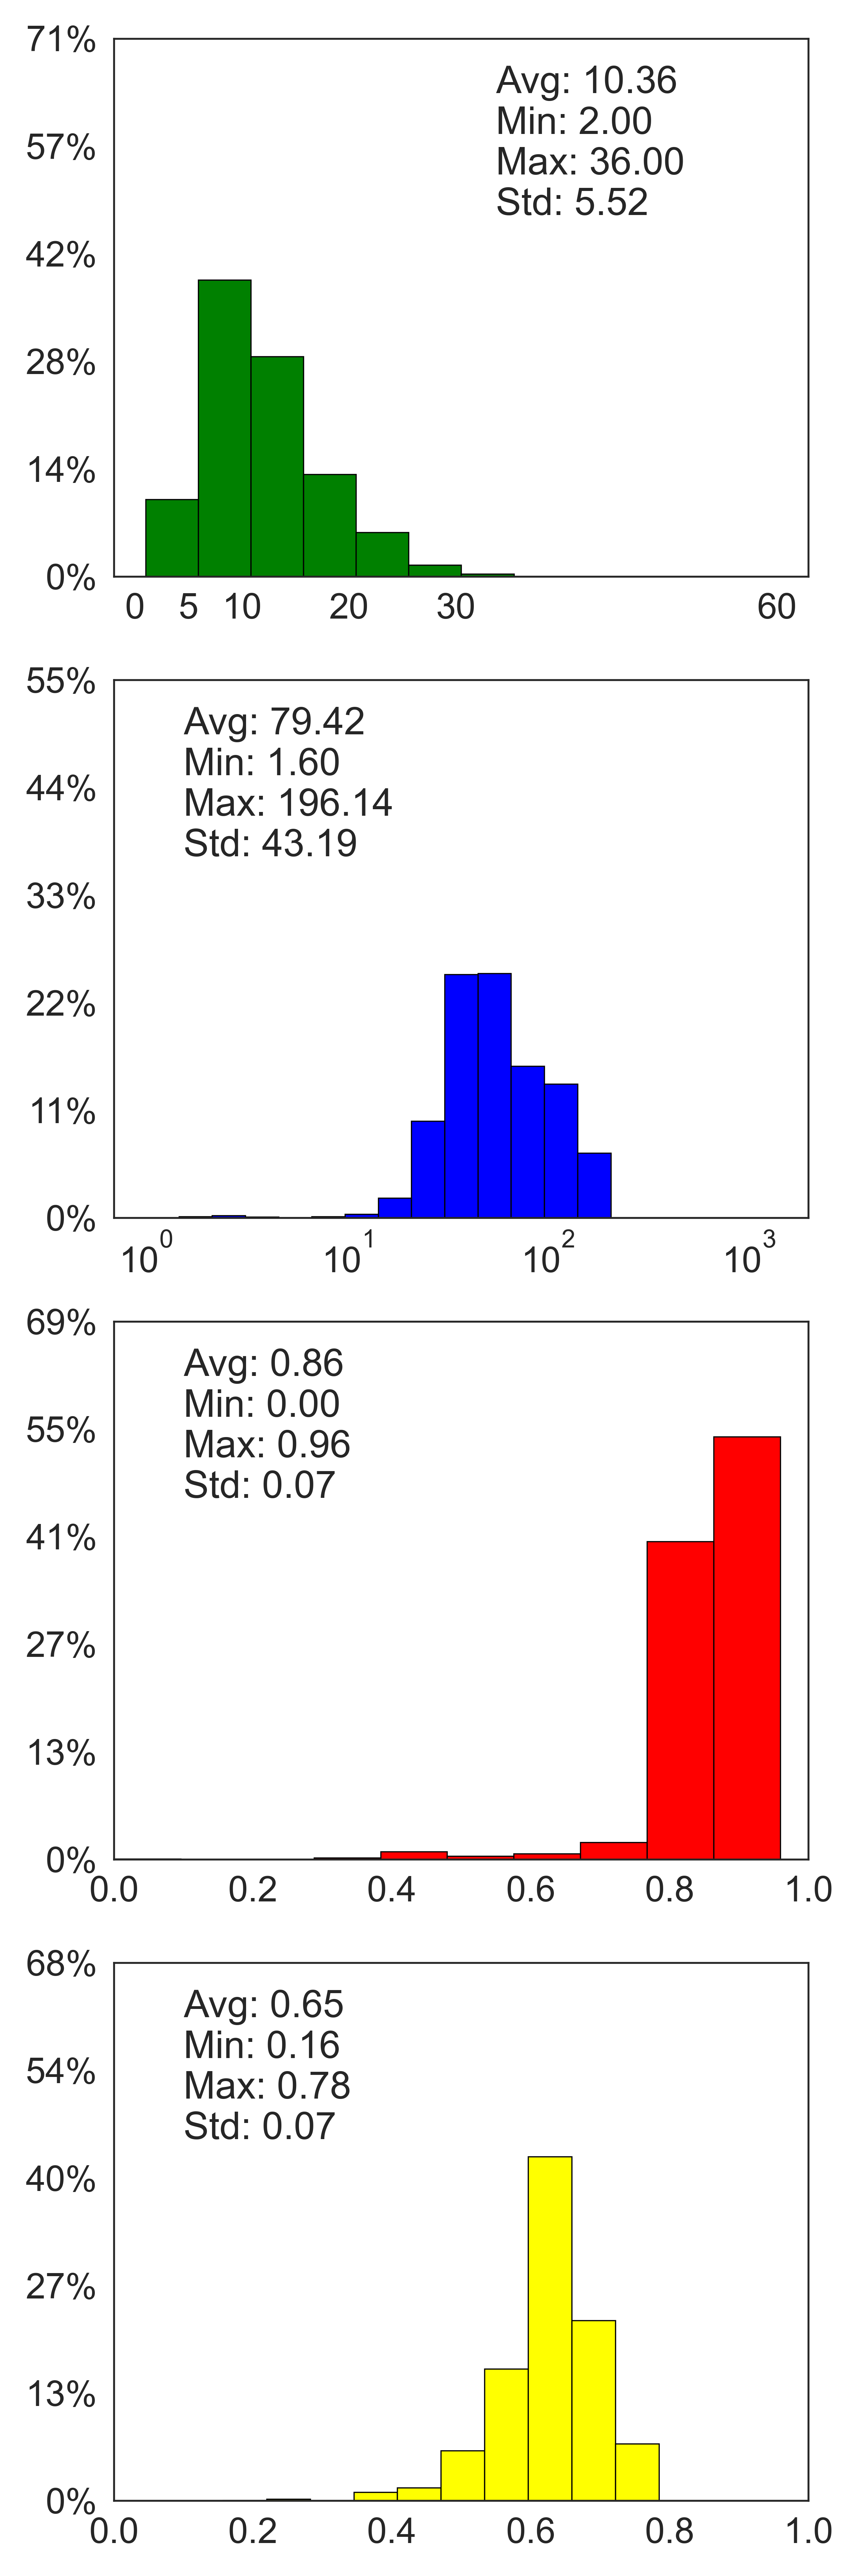 71%
Avg: 10.36
Min: 2.00
57%
Max: 36.00
Std: 5.52
42%
28%
14%
0%
0 5 10 20 30 60
55%
Avg: 79.42
Min: 1.60
44%
Max: 196.14
Std: 43.19
33%
22%
11%
0%
10^0 10^1 10^2 10^3
69%
Avg: 0.86
Min: 0.00
55%
Max: 0.96
Std: 0.07
41%
27%
13%
0%
0.0 0.2 0.4 0.6 0.8 1.0
68%
Avg: 0.65
Min: 0.16
54%
Max: 0.78
Std: 0.07
40%
27%
13%
0%
0.0 0.2 0.4 0.6 0.8 1.0